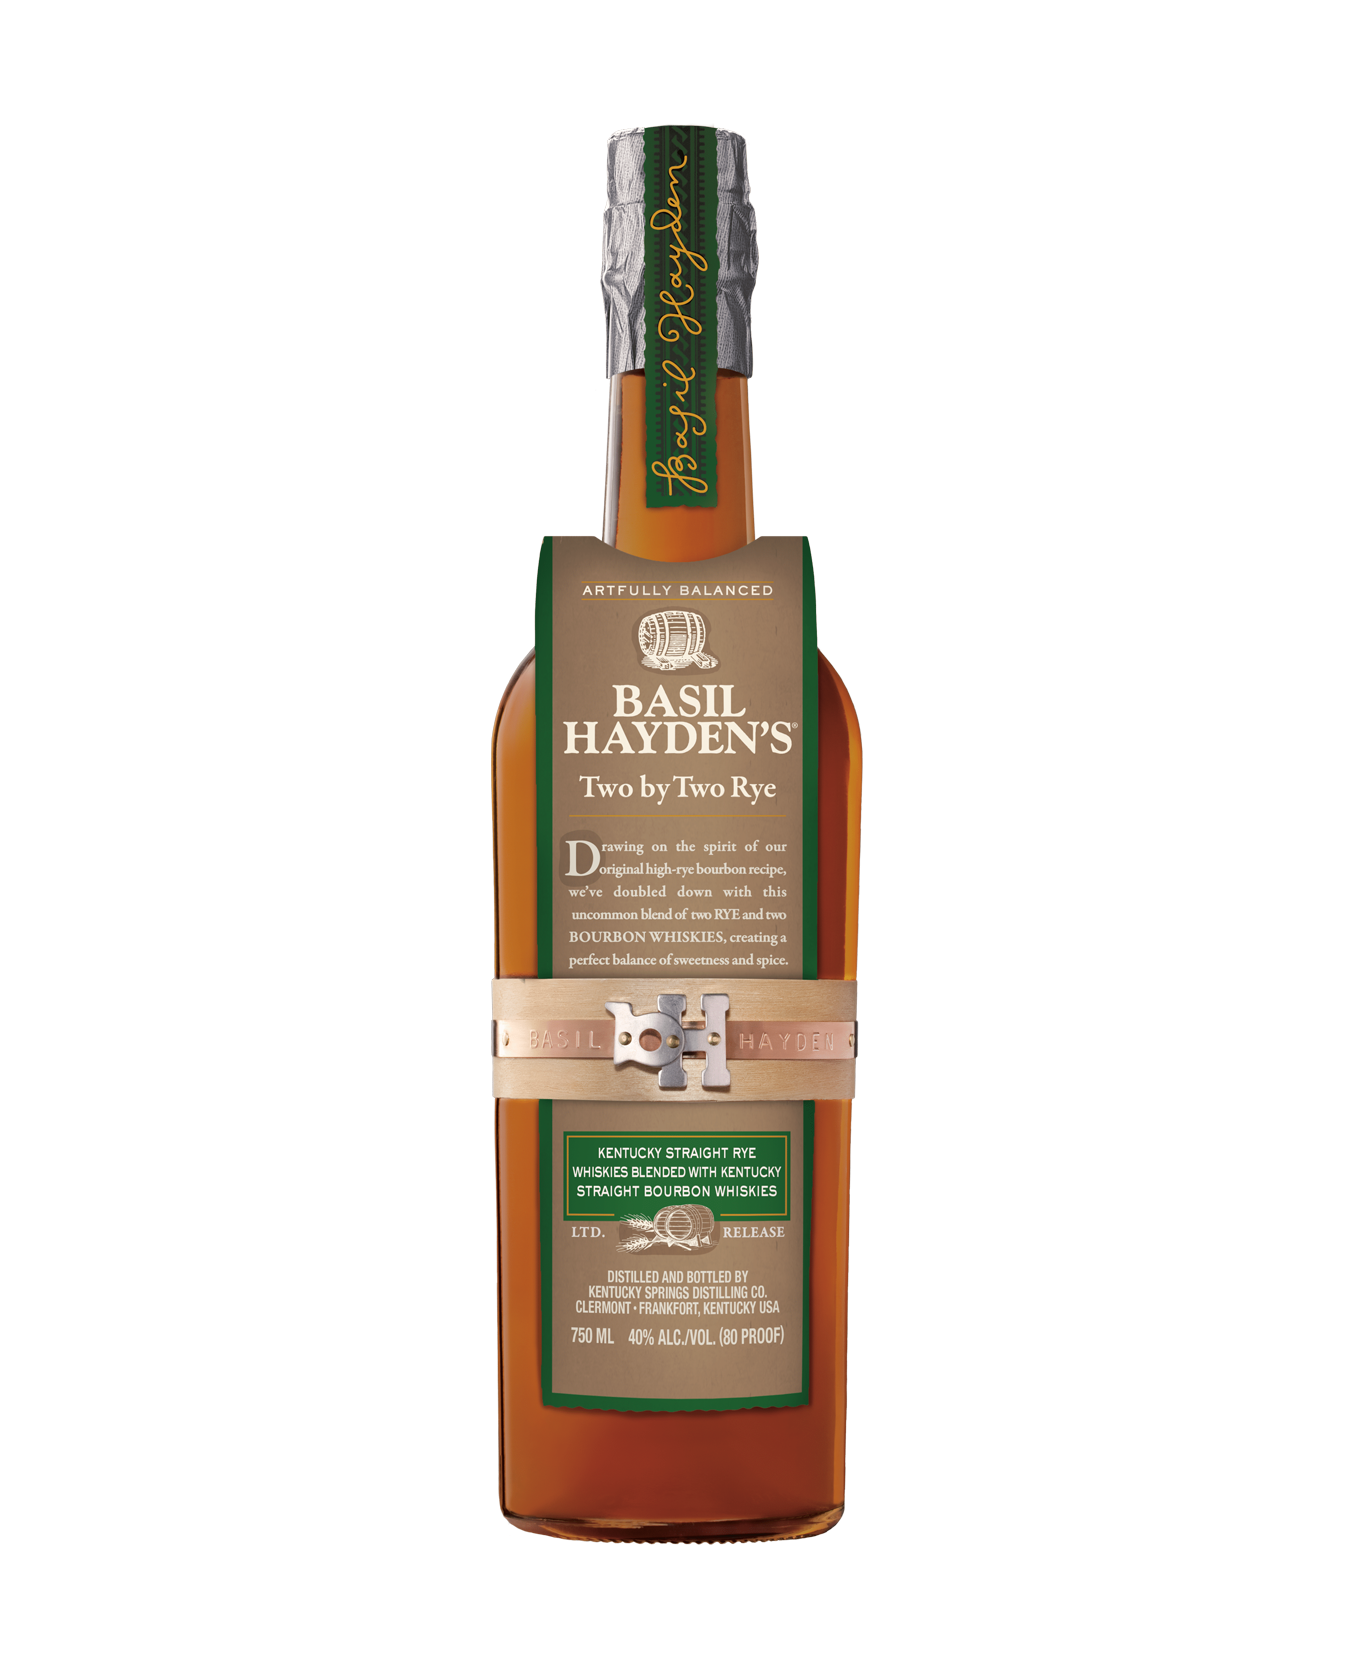 Basil Hayden
ARTFULLY BALANCED
BASIL
HAYDEN'S®
Two by Two Rye
Drawing on the spirit of our
original high-rye bourbon recipe,
we've doubled down with this
uncommon blend of two RYE and two
BOURBON WHISKIES, creating a
perfect balance of sweetness and spice.
BASIL bH HAYDEN
KENTUCKY STRAIGHT RYE
WHISKIES BLENDED WITH KENTUCKY
STRAIGHT BOURBON WHISKIES
LTD. RELEASE
DISTILLED AND BOTTLED BY
KENTUCKY SPRINGS DISTILLING CO.
CLERMONT • FRANKFORT, KENTUCKY USA
750 ML 40% ALC./VOL. (80 PROOF)